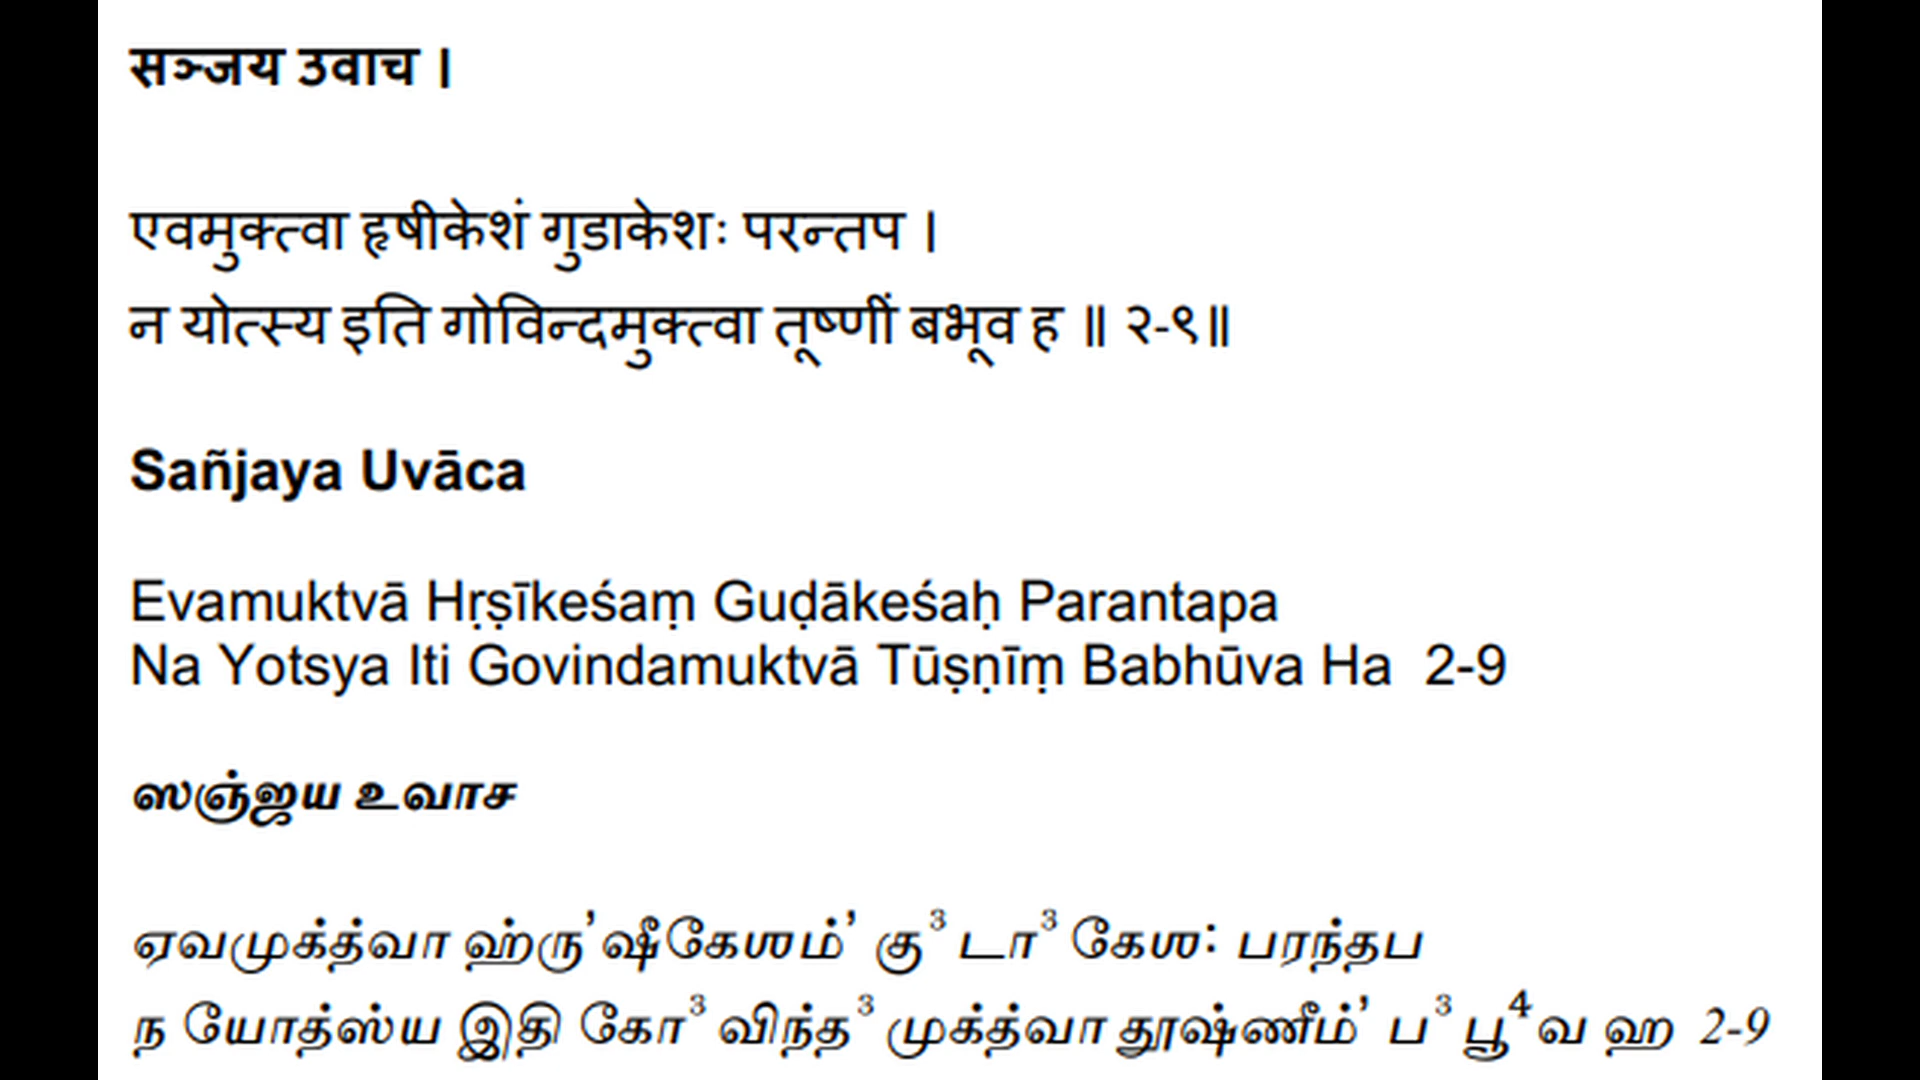 सञ्जय उवाच ।
एवमुक्त्वा हृषीकेशं गुडाकेशः परन्तप ।
न योत्स्य इति गोविन्दमुक्त्वा तूष्णीं बभूव ह ॥ २-९॥
Sañjaya Uvāca
Evamuktvā Hṛṣīkeśaṃ Guḍākeśaḥ Parantapa
Na Yotsya Iti Govindamuktvā Tūṣṇīṃ Babhūva Ha 2-9
ஸஞ்ஜய உவாச
ஏவமுக்த்வா ஹ்ரு’ஷீகேஶம்’ கு³டா³கேஶ: பரந்தப
ந யோத்ஸ்ய இதி கோ³விந்த³முக்த்வா தூஷ்ணீம்’ ப³பூ⁴வ ஹ 2-9